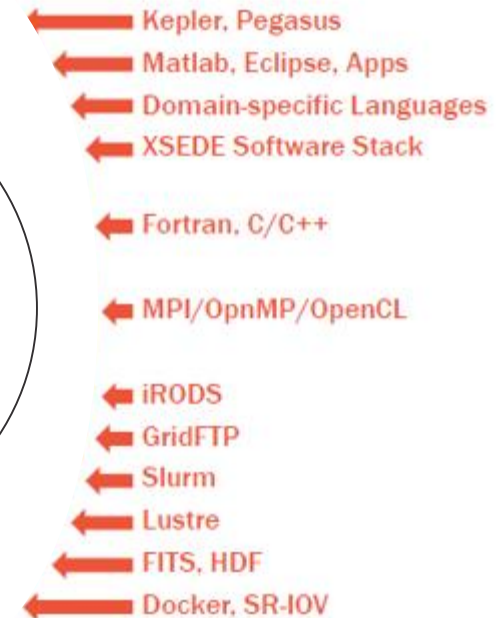 Kepler, Pegasus
Matlab, Eclipse, Apps
Domain-specific Languages
XSEDE Software Stack
Fortran, C/C++
MPI/OpnMP/OpenCL
iRODS
GridFTP
Slurm
Lustre
FITS, HDF
Docker, SR-IOV